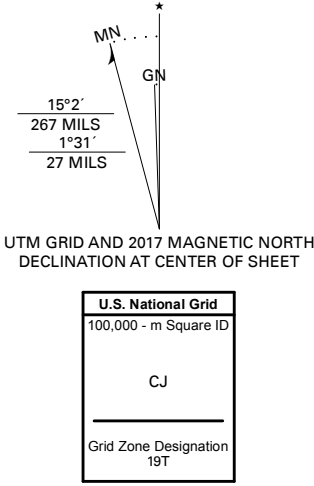 ★
MN
GN
15°2´
267 MILS
1°31´
27 MILS
UTM GRID AND 2017 MAGNETIC NORTH
DECLINATION AT CENTER OF SHEET
U.S. National Grid
100,000 - m Square ID
CJ
Grid Zone Designation
19T